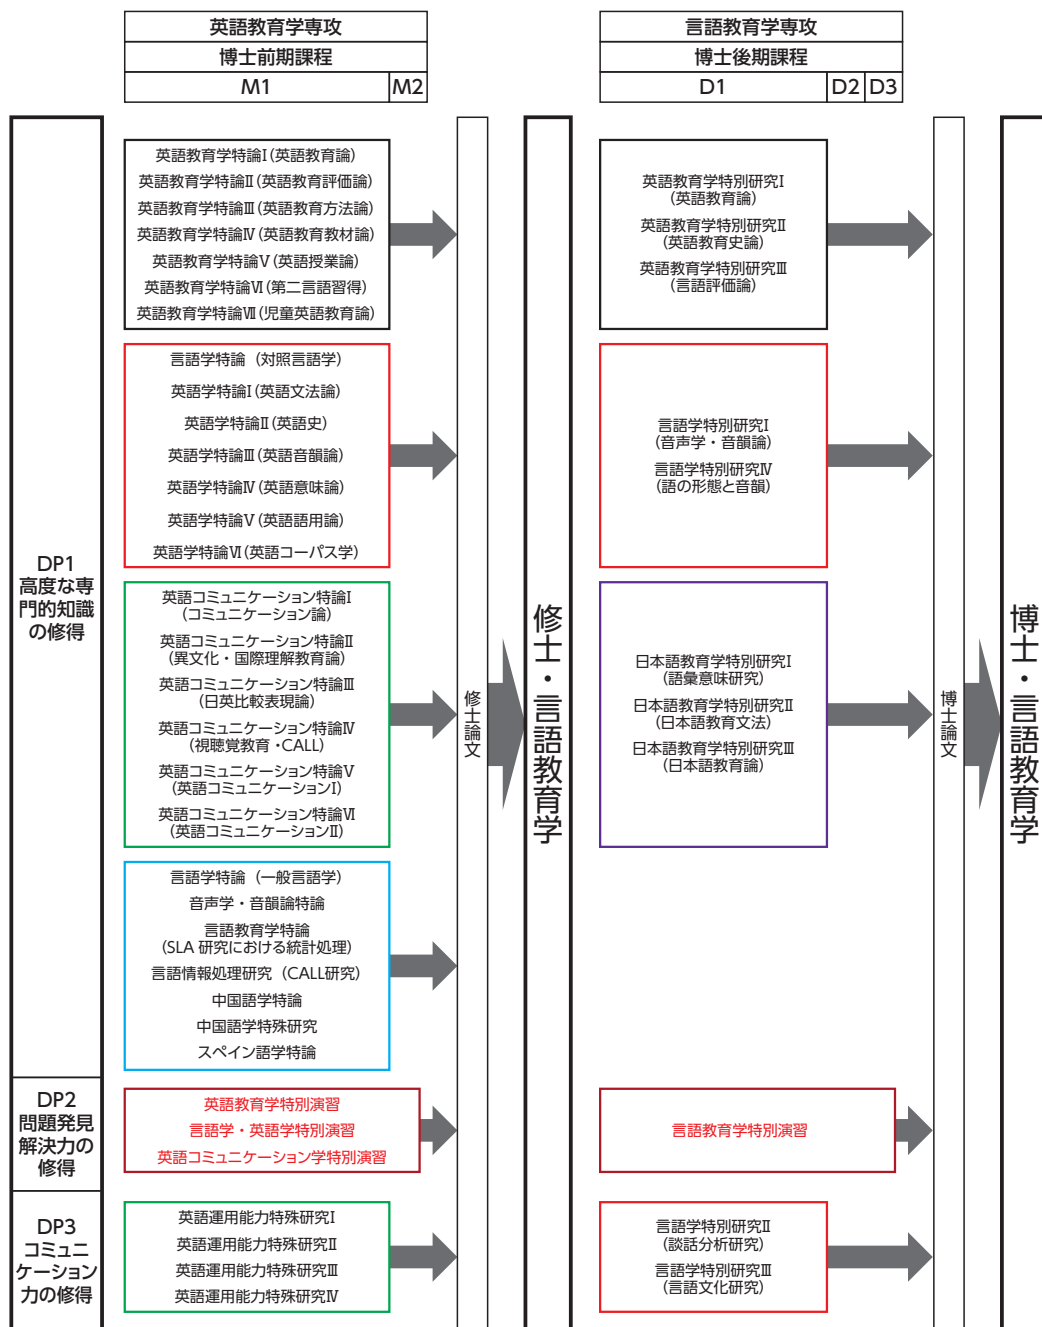 英語教育学専攻
博士前期課程
M1
M2
言語教育学専攻
博士後期課程
D1
D2
D3
DP1
高度な専
門的知識
の修得
英語教育学特論Ⅰ(英語教育論)
英語教育学特論Ⅱ(英語教育評価論)
英語教育学特論Ⅲ(英語教育方法論)
英語教育学特論Ⅳ(英語教育教材論)
英語教育学特論Ⅴ(英語授業論)
英語教育学特論Ⅵ(第二言語習得)
英語教育学特論Ⅶ(児童英語教育論)
言語学特論（対照言語学）
英語学特論Ⅰ(英語文法論)
英語学特論Ⅱ(英語史)
英語学特論Ⅲ(英語音韻論)
英語学特論Ⅳ(英語意味論)
英語学特論Ⅴ(英語語用論)
英語学特論Ⅵ(英語コーパス学)
英語コミュニケーション特論Ⅰ
(コミュニケーション論)
英語コミュニケーション特論Ⅱ
(異文化・国際理解教育論)
英語コミュニケーション特論Ⅲ
(日英比較表現論)
英語コミュニケーション特論Ⅳ
(視聴覚教育・CALL)
英語コミュニケーション特論Ⅴ
(英語コミュニケーションⅠ)
英語コミュニケーション特論Ⅵ
(英語コミュニケーションⅡ)
言語学特論（一般言語学）
音声学・音韻論特論
言語教育学特論
(SLA 研究における統計処理)
言語情報処理研究（CALL研究）
中国語学特論
中国語学特殊研究
スペイン語学特論
修士論文
修士・言語教育学
英語教育学特別研究Ⅰ
(英語教育論)
英語教育学特別研究Ⅱ
(英語教育史論)
英語教育学特別研究Ⅲ
(言語評価論)
言語学特別研究Ⅰ
(音声学・音韻論)
言語学特別研究Ⅳ
(語の形態と音韻)
日本語教育学特別研究Ⅰ
(語彙意味研究)
日本語教育学特別研究Ⅱ
(日本語教育文法)
日本語教育学特別研究Ⅲ
(日本語教育論)
博士論文
博士・言語教育学
DP2
問題発見
解決力の
修得
英語教育学特別演習
言語学・英語学特別演習
英語コミュニケーション学特別演習
言語教育学特別演習
DP3
コミュニ
ケーション
力の修得
英語運用能力特殊研究Ⅰ
英語運用能力特殊研究Ⅱ
英語運用能力特殊研究Ⅲ
英語運用能力特殊研究Ⅳ
言語学特別研究Ⅱ
(談話分析研究)
言語学特別研究Ⅲ
(言語文化研究)